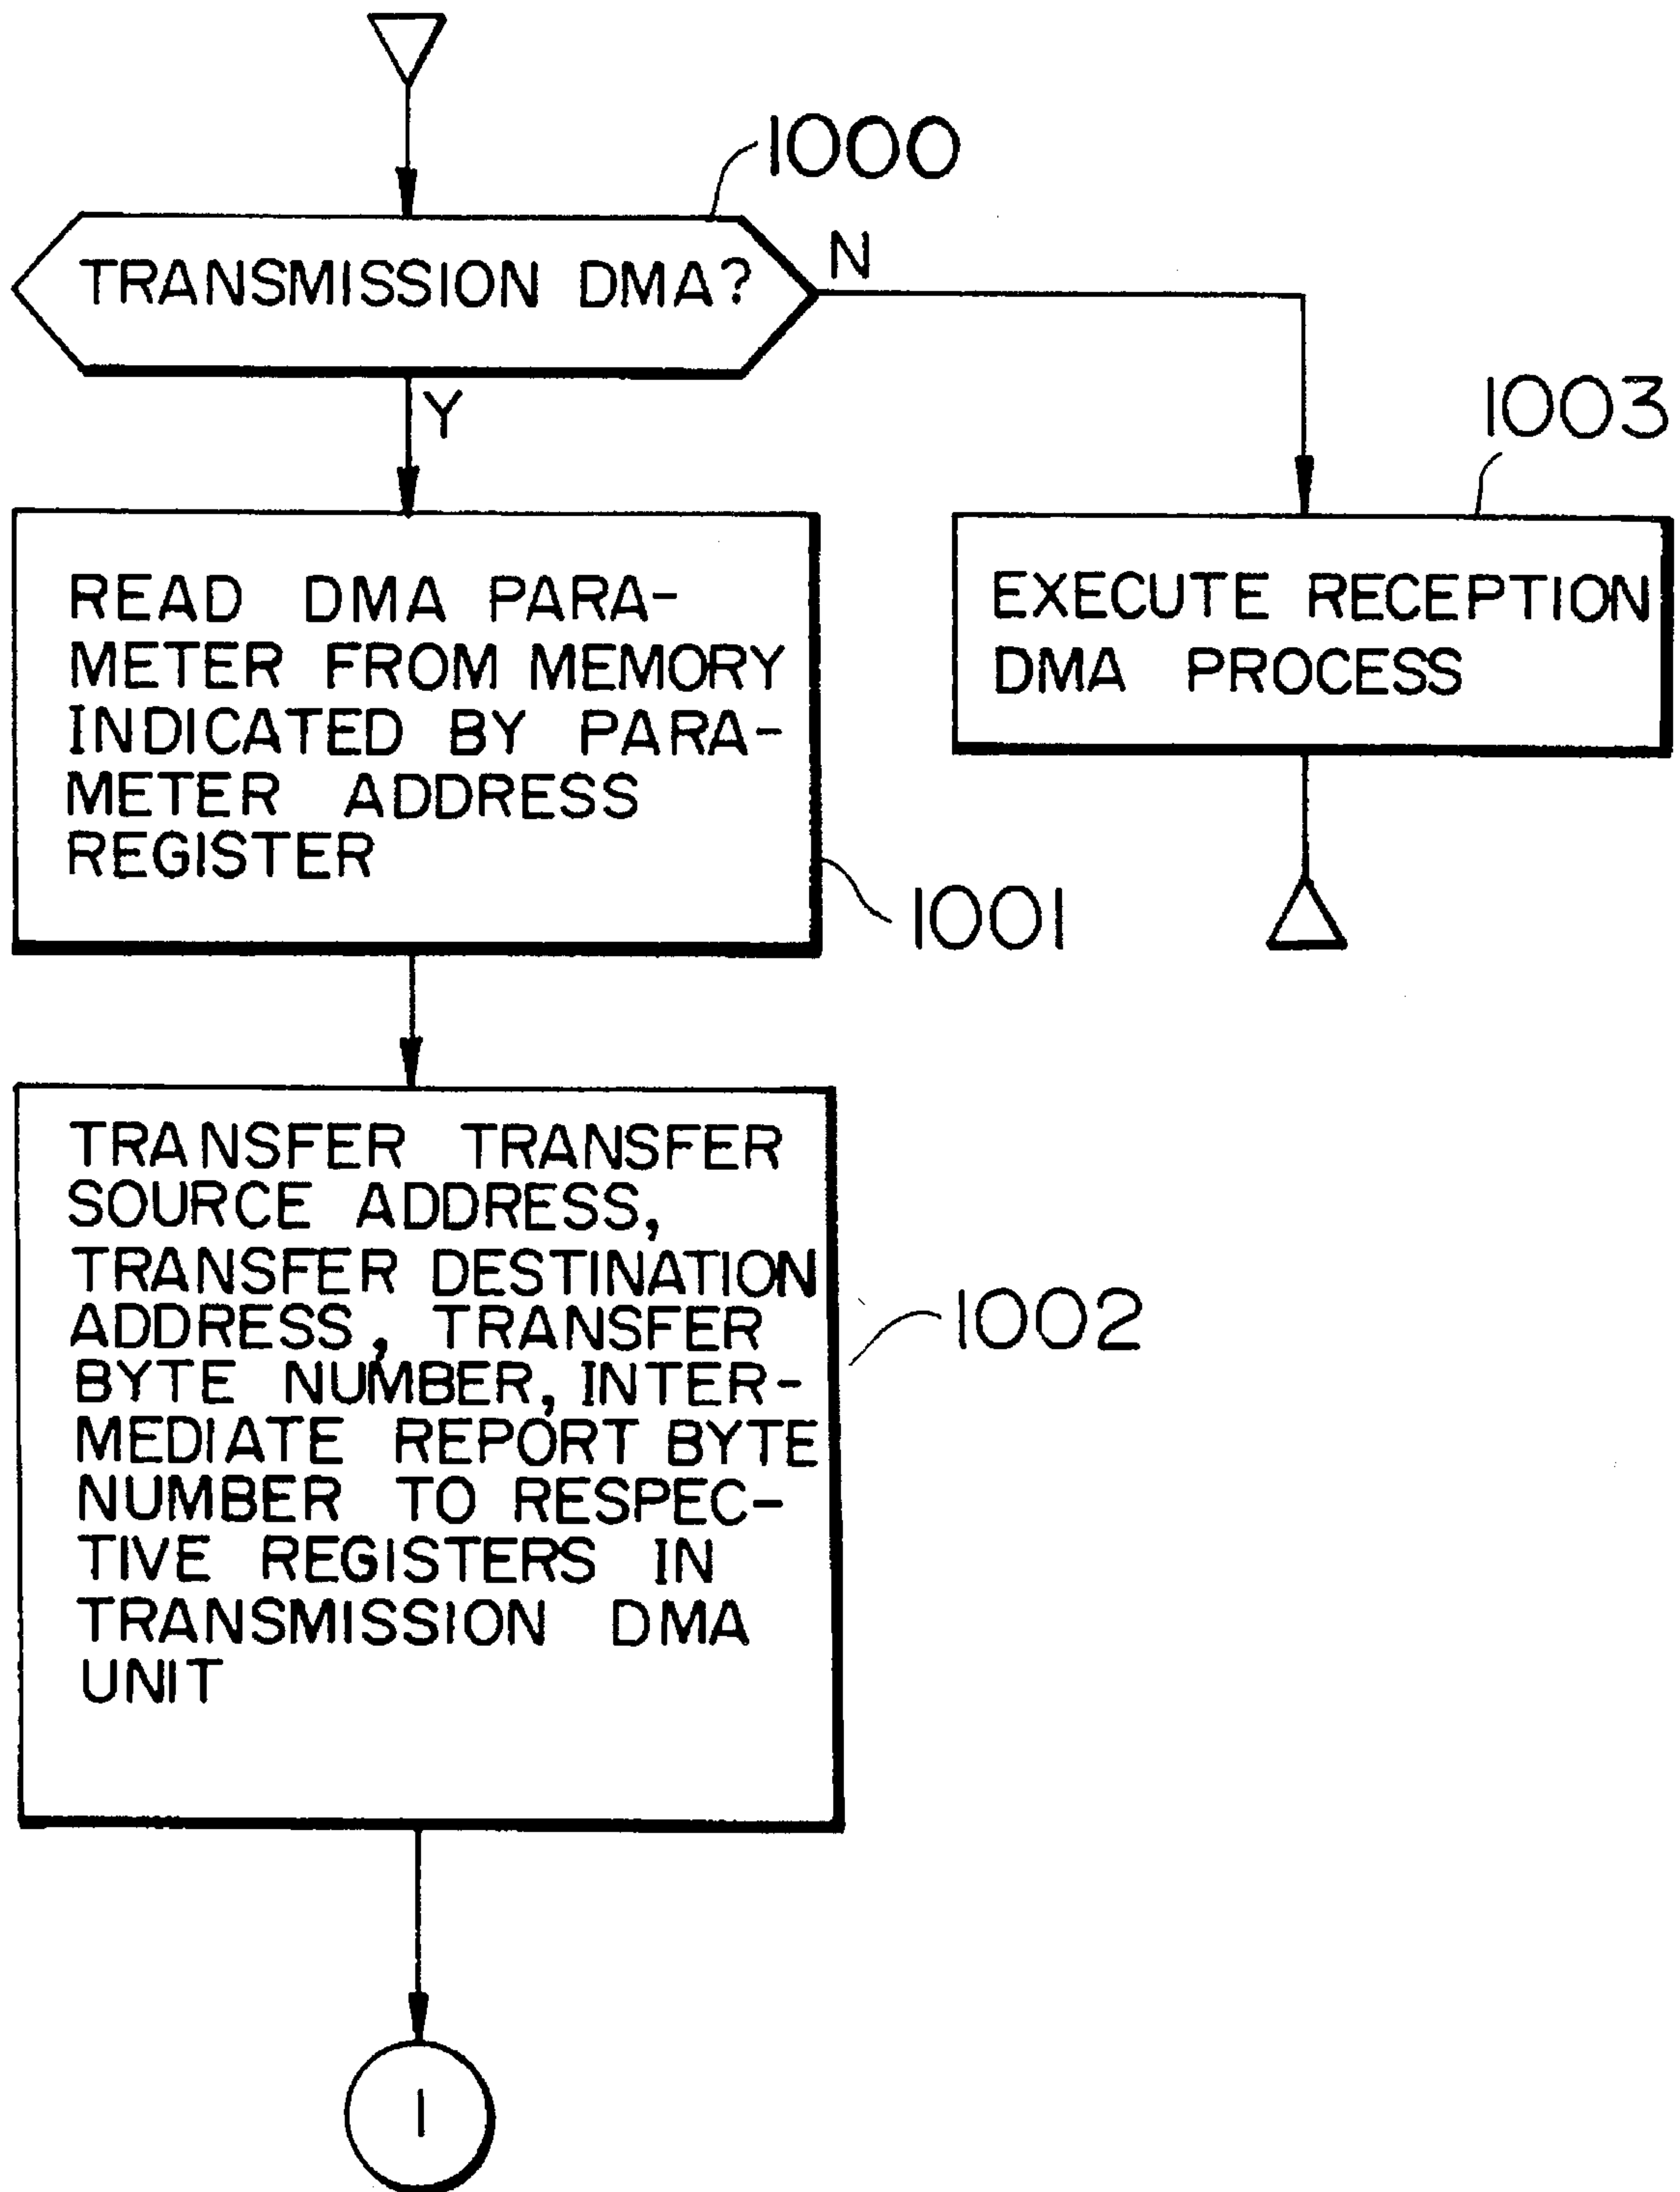 1000
TRANSMISSION DMA?
N
Y
1003
READ DMA PARA-
METER FROM MEMORY
INDICATED BY PARA-
METER ADDRESS
REGISTER
EXECUTE RECEPTION
DMA PROCESS
1001
TRANSFER TRANSFER
SOURCE ADDRESS,
TRANSFER DESTINATION
ADDRESS, TRANSFER
BYTE NUMBER, INTER-
MEDIATE REPORT BYTE
NUMBER TO RESPEC-
TIVE REGISTERS IN
TRANSMISSION DMA
UNIT
1002
1